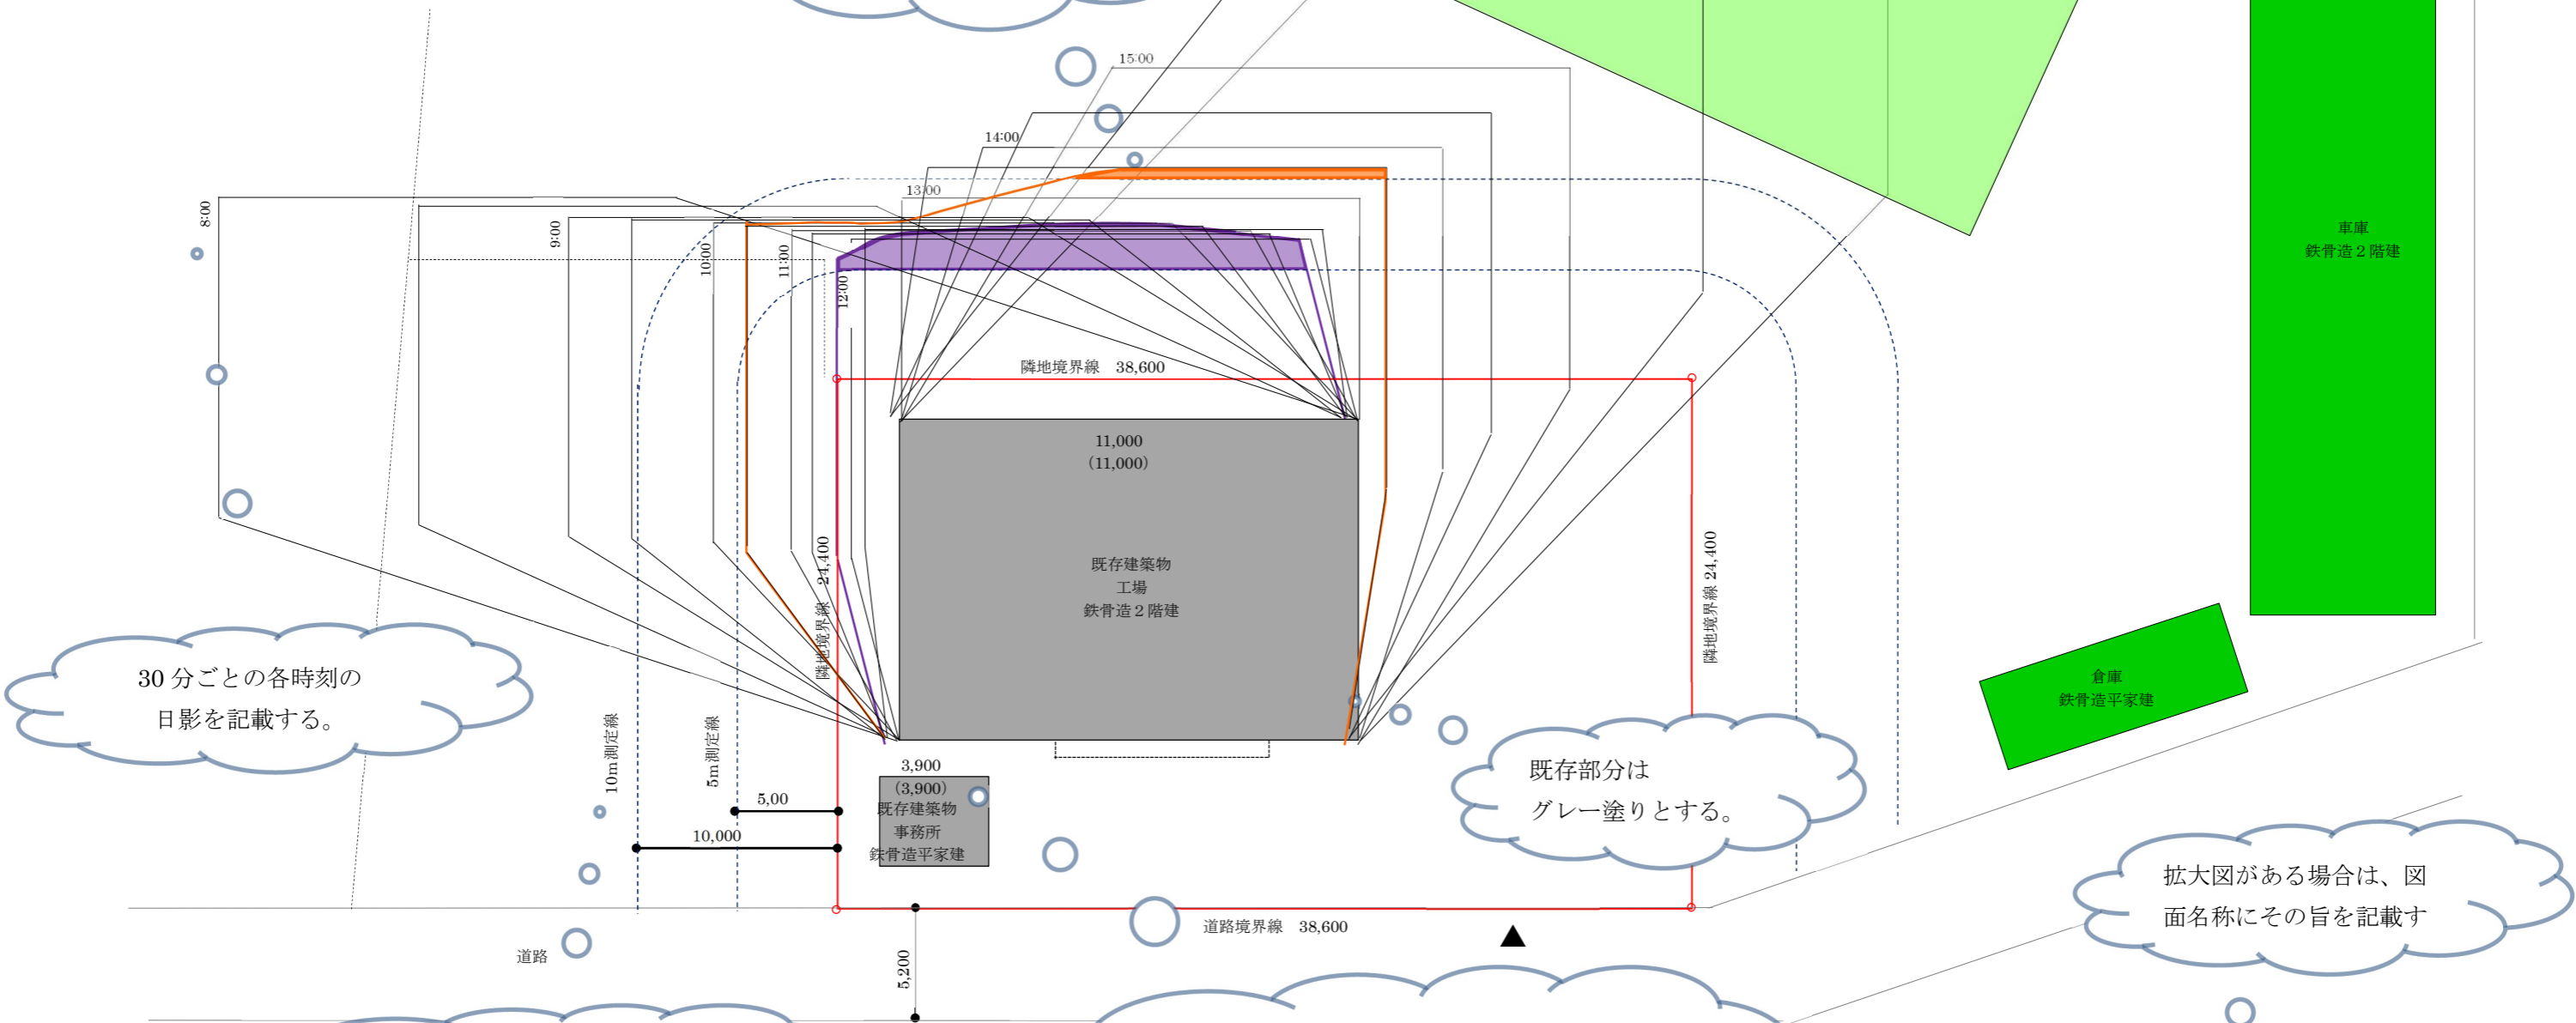 15:00
14:00
13:00
8:00
9:00
10:00
11:00
12:00
車庫
鉄骨造２階建
隣地境界線　38,600
11,000
（11,000）
既存建築物
工場
鉄骨造２階建
隣地境界線　24,400
隣地境界線 24,400
30 分ごとの各時刻の
日影を記載する。
倉庫
鉄骨造平家建
10m測定線
5m測定線
既存部分は
グレー塗りとする。
3,900
（3,900）
既存建築物
事務所
鉄骨造平家建
5,00
10,000
拡大図がある場合は、図
面名称にその旨を記載す
道路境界線　38,600
道路
5,200